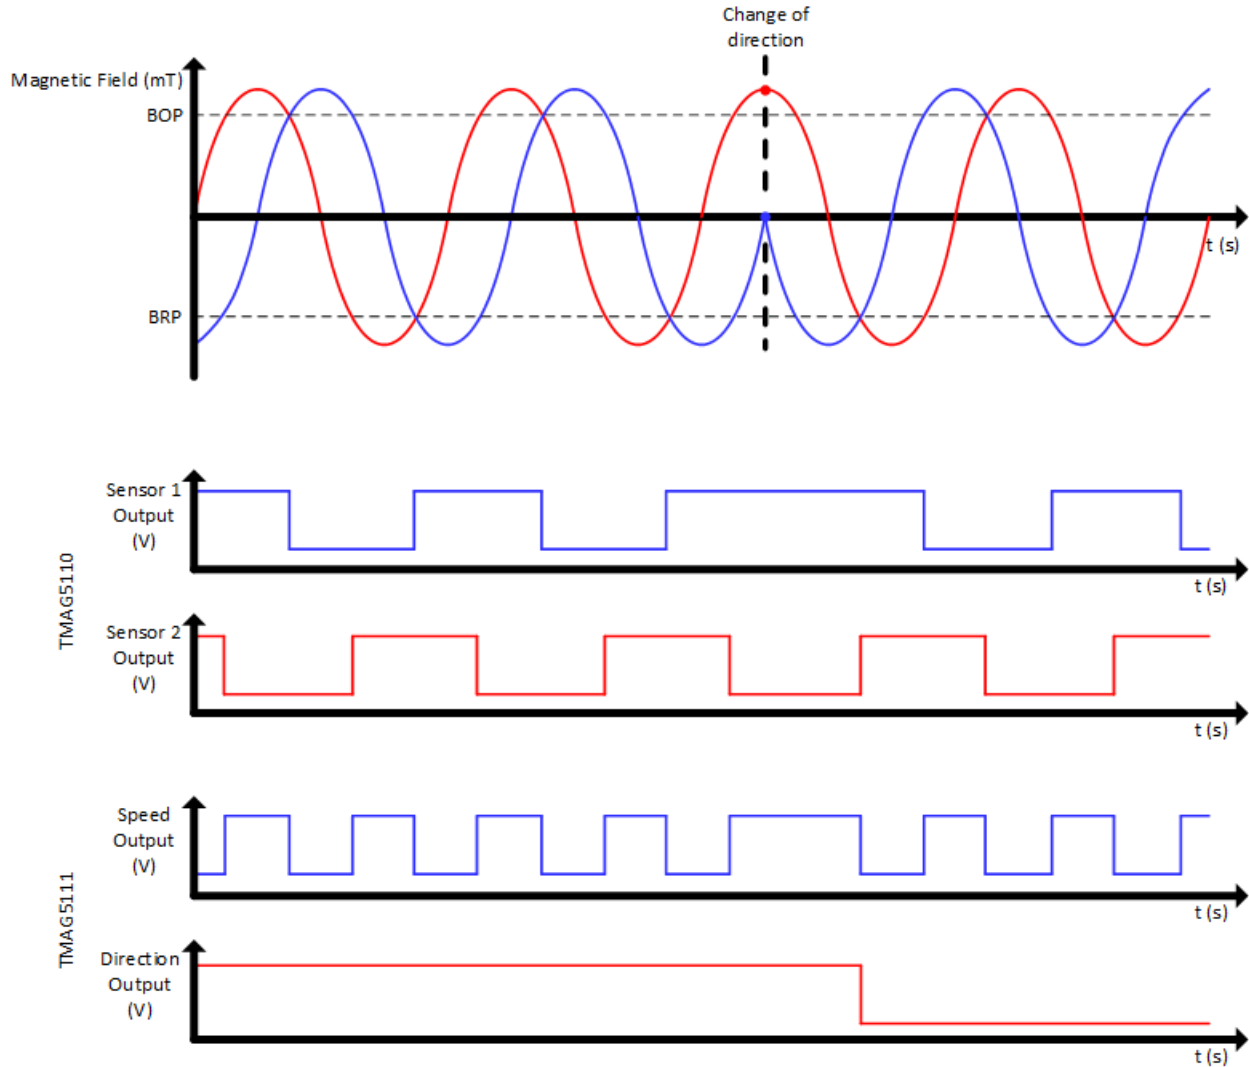 Change of
direction
Magnetic Field (mT)
BOP
t (s)
BRP
Sensor 1
Output
(V)
t (s)
TMAG5110
Sensor 2
Output
(V)
t (s)
Speed
Output
(V)
t (s)
TMAG5111
Direction
Output
(V)
t (s)